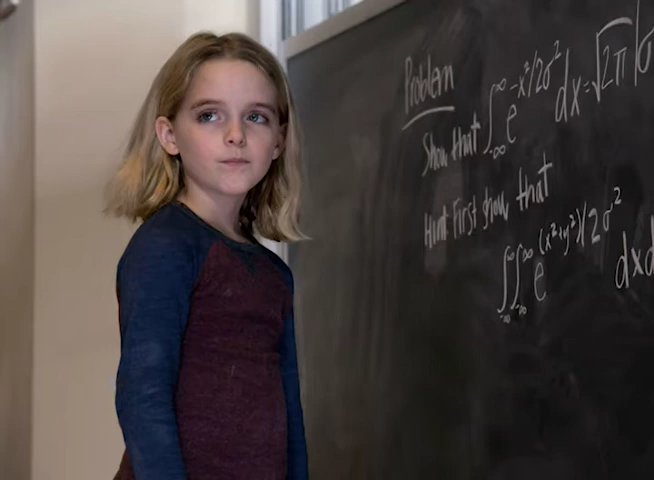 Problem
Show that ∫_{-∞}^{∞} e^{-x²/2σ²} dx = √2π |σ
Hint First show that
∫_{-∞}^{∞}∫_{-∞}^{∞} e^{(x²+y²)/2σ²} dxd